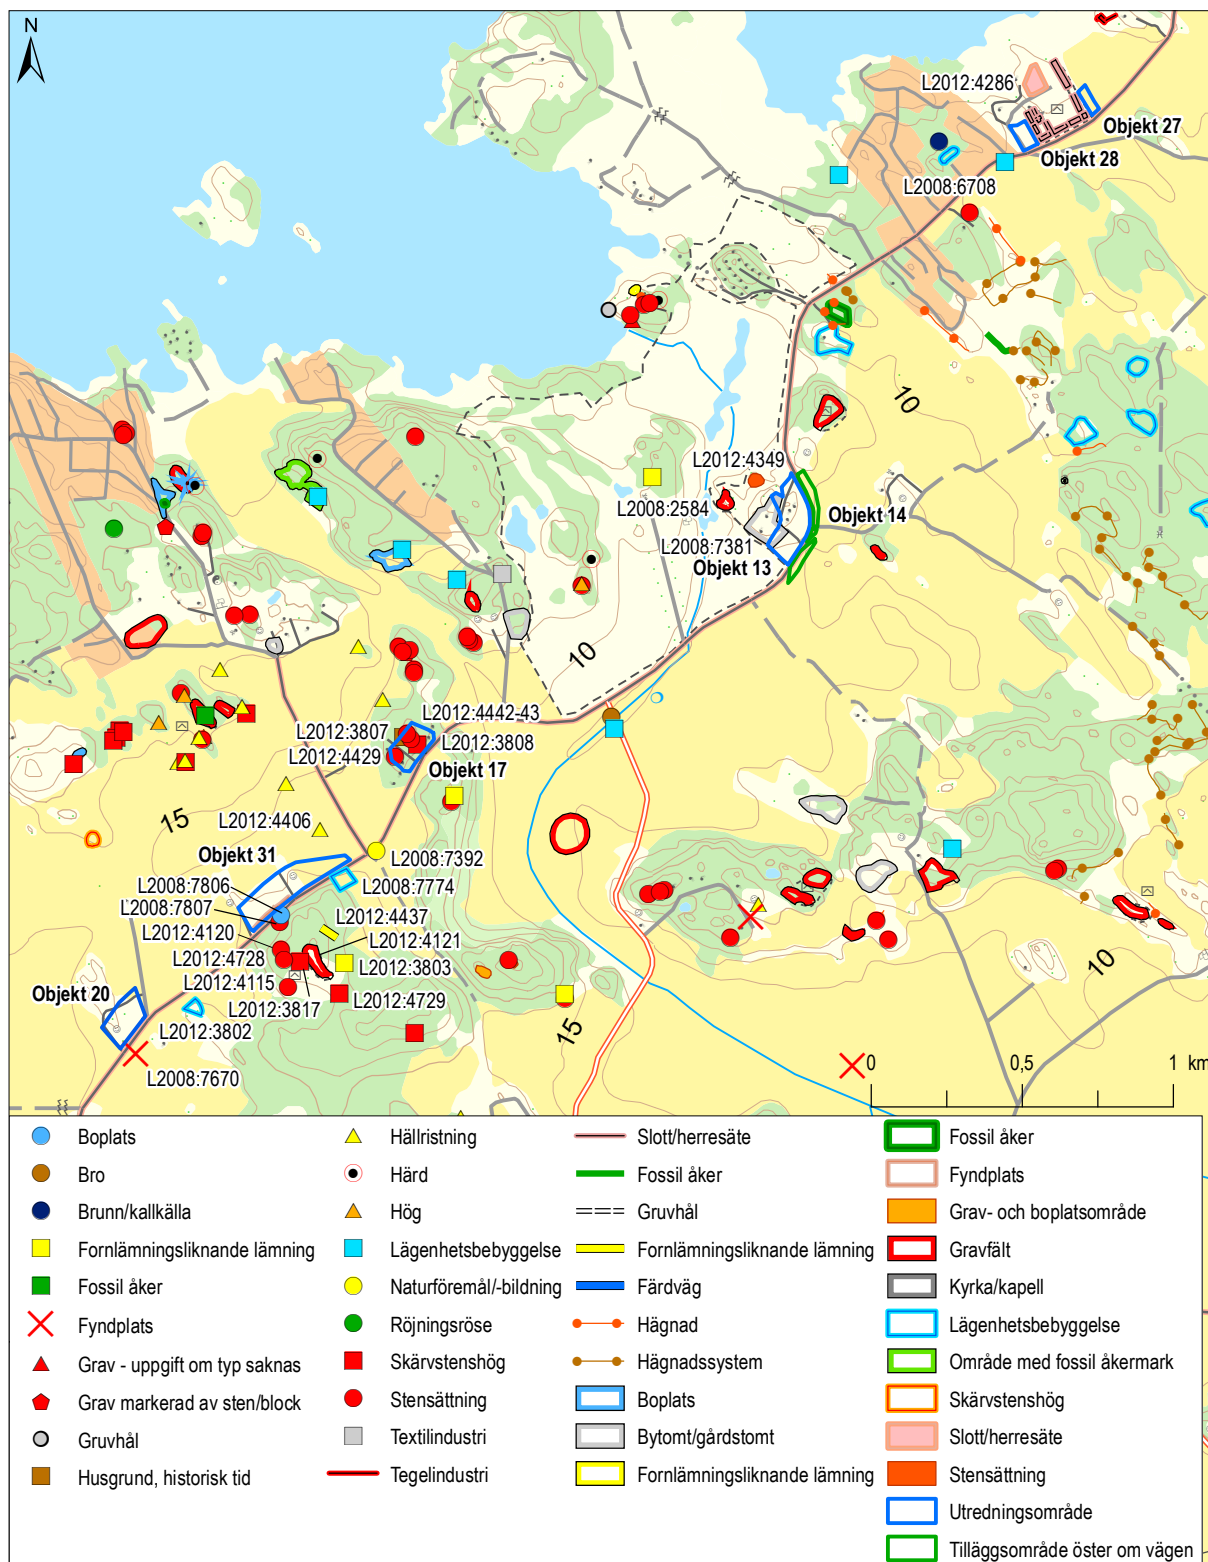 N
L2012:4286
Objekt 27
Objekt 28
L2008:6708
10
L2012:4349
L2008:2584
Objekt 14
L2008:7381
Objekt 13
10
L2012:4442-43
L2012:3807
L2012:3808
L2012:4429
Objekt 17
15
L2012:4406
Objekt 31
L2008:7392
L2008:7806
L2008:7774
L2008:7807
L2012:4437
L2012:4120
L2012:4121
L2012:4728
L2012:3803
L2012:4115
Objekt 20
L2012:3817
L2012:4729
L2012:3802
10
15
L2008:7670
0 0,5 1 km
Boplats
Bro
Brunn/kallkälla
Fornlämningsliknande lämning
Fossil åker
Fyndplats
Grav - uppgift om typ saknas
Grav markerad av sten/block
Gruvhål
Husgrund, historisk tid
Hällristning
Härd
Hög
Lägenhetsbebyggelse
Naturföremål/-bildning
Röjningsröse
Skärvstenshög
Stensättning
Textilindustri
Tegelindustri
Slott/herresäte
Fossil åker
Gruvhål
Fornlämningsliknande lämning
Färdväg
Hägnad
Hägnadssystem
Boplats
Bytomt/gårdstomt
Fornlämningsliknande lämning
Fossil åker
Fyndplats
Grav- och boplatsområde
Gravfält
Kyrka/kapell
Lägenhetsbebyggelse
Område med fossil åkermark
Skärvstenshög
Slott/herresäte
Stensättning
Utredningsområde
Tilläggsområde öster om vägen